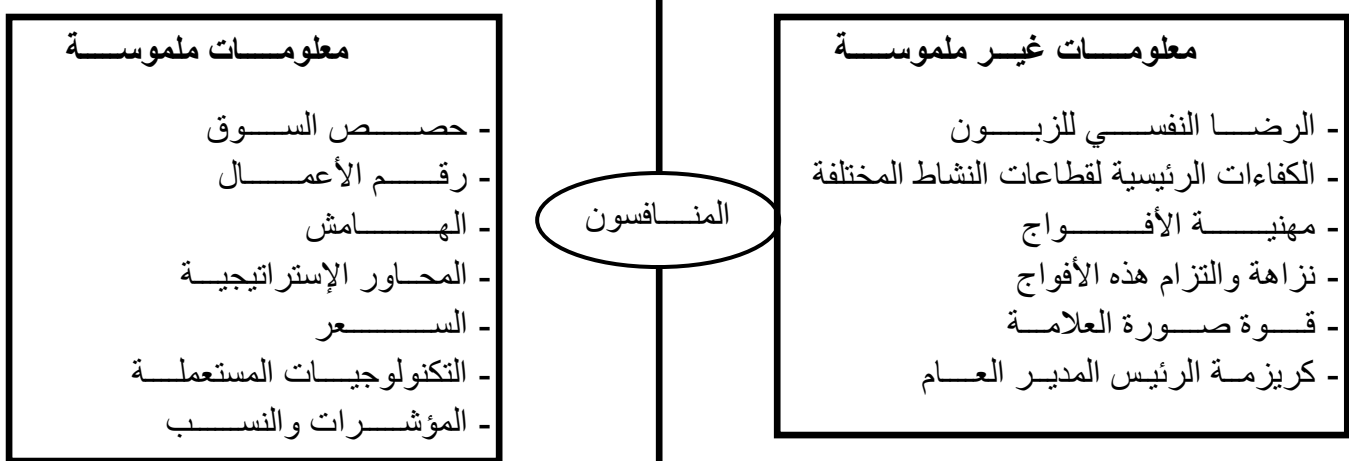 معلومات غير ملموسة
- الرضا النفسي للزبون
- الكفاءات الرئيسية لقطاعات النشاط المختلفة
- مهنية الأفواج
- نزاهة والتزام هذه الأفواج
- قوة صورة العلامة
- كريزمة الرئيس المدير العام
المنافسون
معلومات ملموسة
- حصص السوق
- رقم الأعمال
- الهامش
- المحاور الإستراتيجية
- السعر
- التكنولوجيات المستعملة
- المؤشرات والنسب